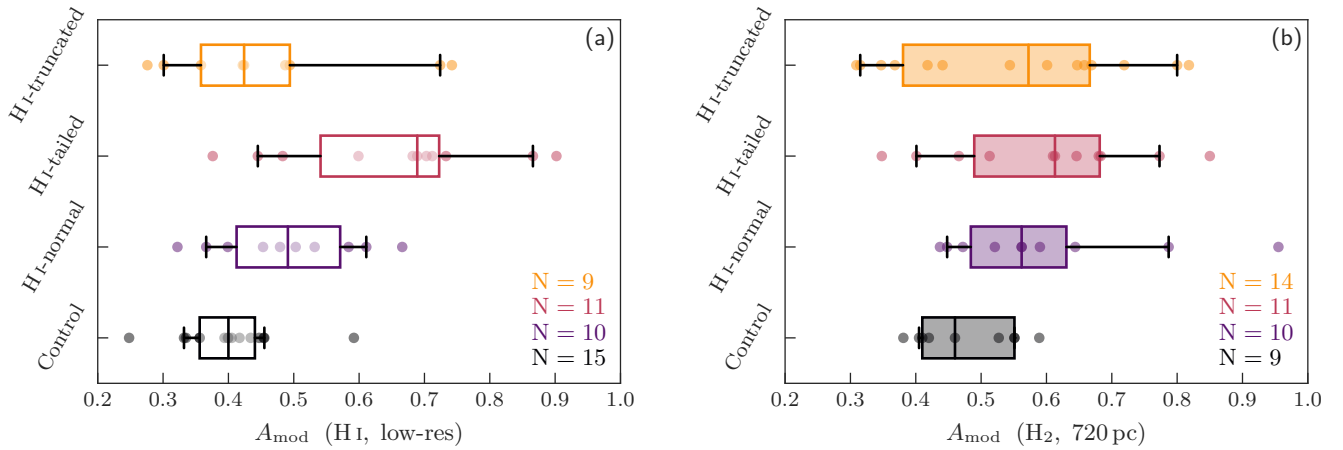 (a)
H I-truncated
H I-tailed
H I-normal
Control
N = 9
N = 11
N = 10
N = 15
0.2 0.3 0.4 0.5 0.6 0.7 0.8 0.9 1.0
A_mod (H I, low-res)
(b)
H I-truncated
H I-tailed
H I-normal
Control
N = 14
N = 11
N = 10
N = 9
0.2 0.3 0.4 0.5 0.6 0.7 0.8 0.9 1.0
A_mod (H₂, 720 pc)